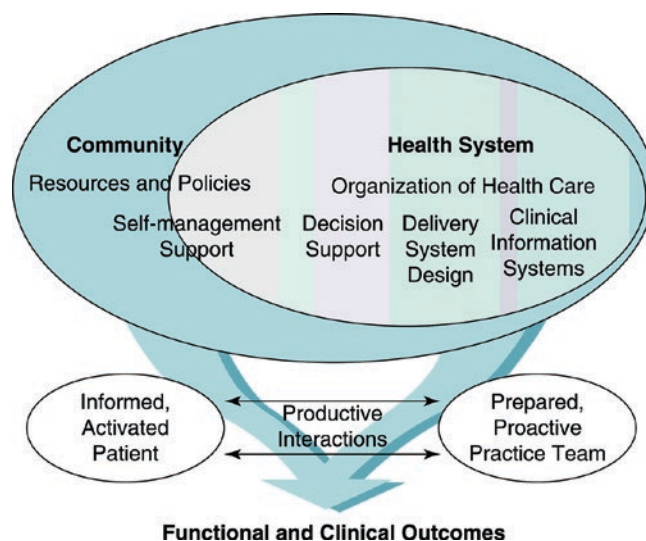 Community
Health System
Resources and Policies
Organization of Health Care
Self-management
Support
Decision
Support
Delivery
System
Design
Clinical
Information
Systems
Informed,
Activated
Patient
Productive
Interactions
Prepared,
Proactive
Practice Team
Functional and Clinical Outcomes